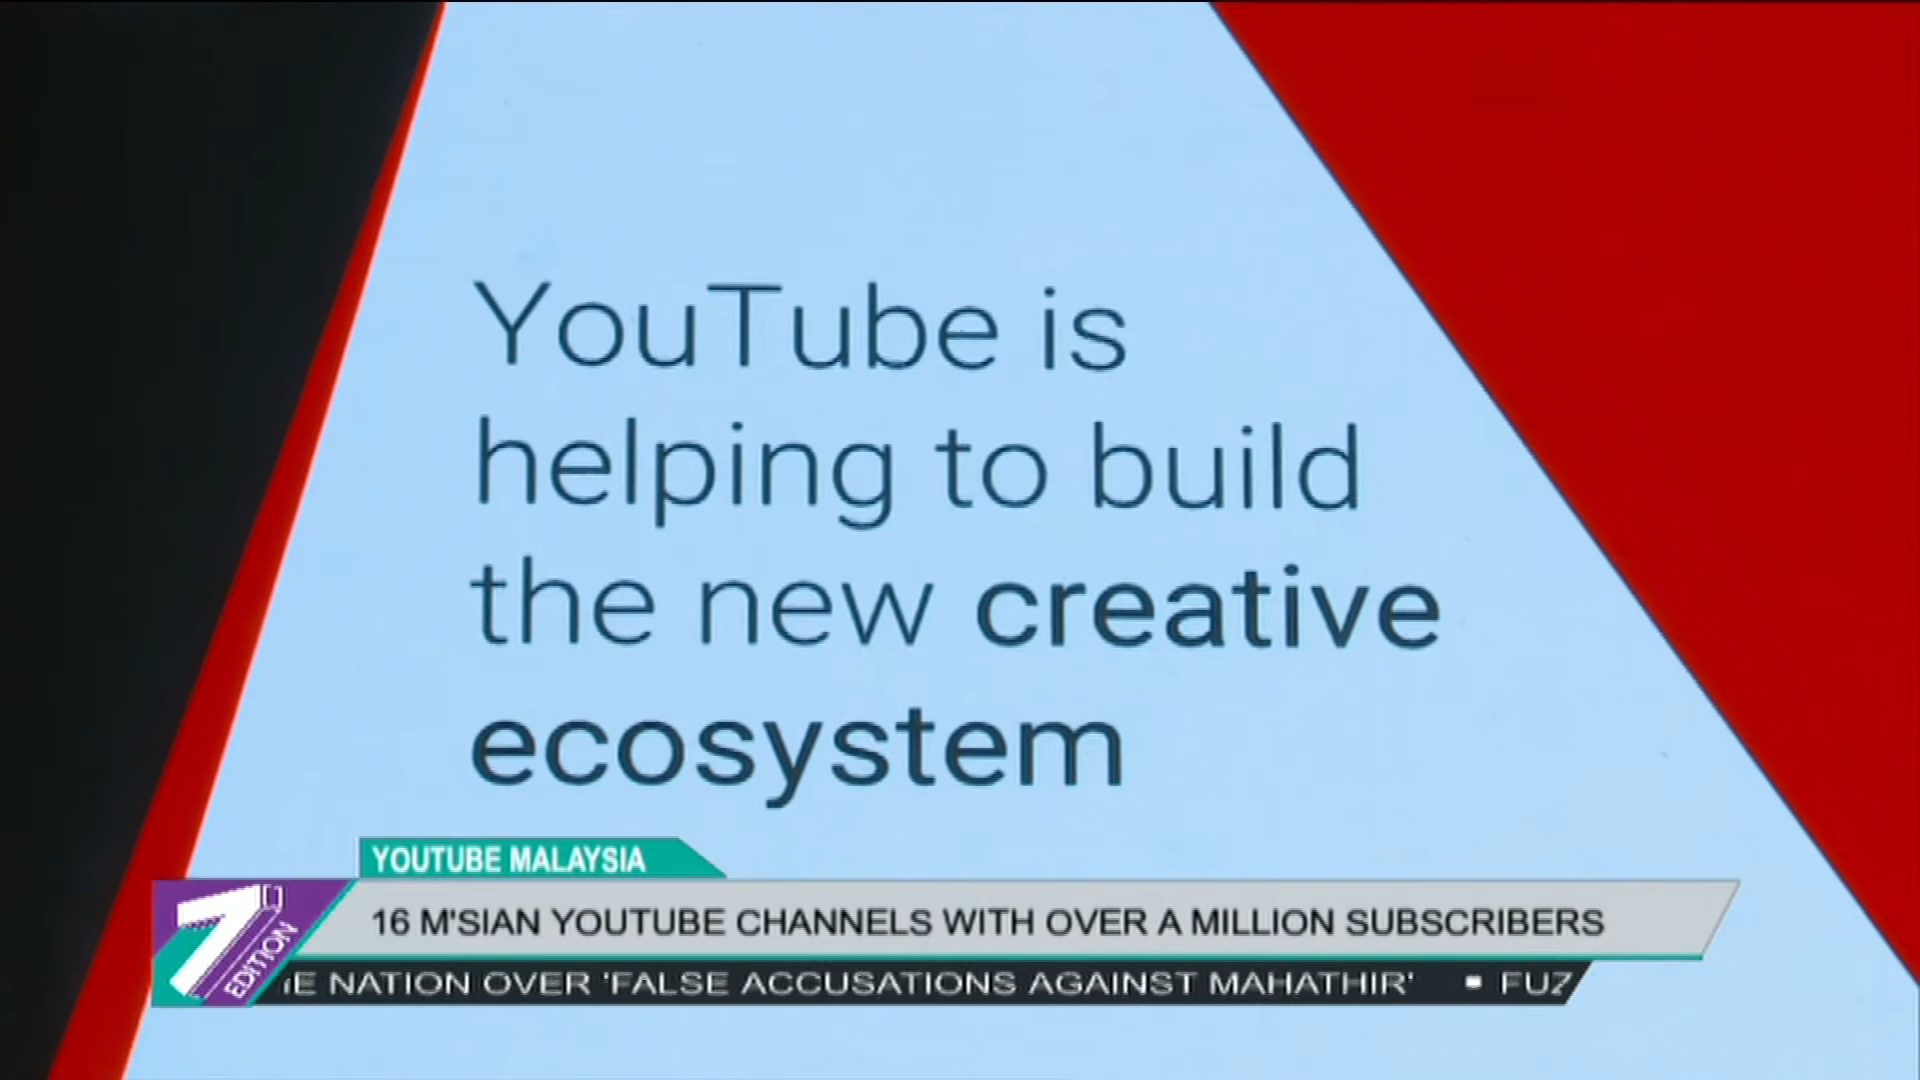 YouTube is
helping to build
the new creative
ecosystem
YOUTUBE MALAYSIA
7
EDITION
16 M'SIAN YOUTUBE CHANNELS WITH OVER A MILLION SUBSCRIBERS
NATION OVER 'FALSE ACCUSATIONS AGAINST MAHATHIR' ▪ FUZ